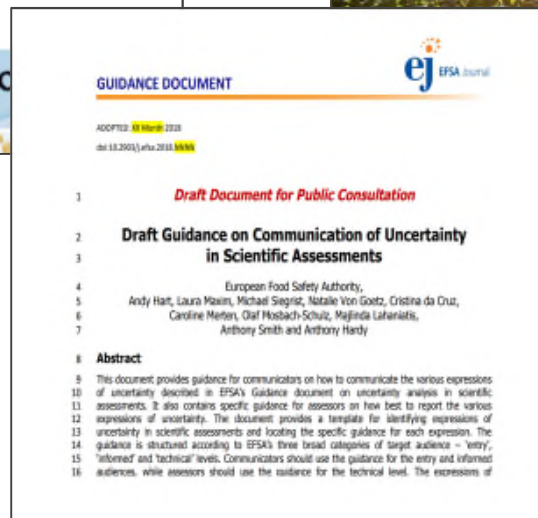 EFSA Journal
GUIDANCE DOCUMENT
ADOPTED: XX Month 2018
doi:10.2903/j.efsa.2018.NNNN
1 Draft Document for Public Consultation
2 Draft Guidance on Communication of Uncertainty
3 in Scientific Assessments
4 European Food Safety Authority,
5 Andy Hart, Laura Maxim, Michael Siegrist, Natalie Von Goetz, Cristina da Cruz,
6 Caroline Merten, Olaf Mosbach-Schulz, Majlinda Lahaniatis,
7 Anthony Smith and Anthony Hardy
8 Abstract
9 This document provides guidance for communicators on how to communicate the various expressions
10 of uncertainty described in EFSA's Guidance document on uncertainty analysis in scientific
11 assessments. It also contains specific guidance for assessors on how best to report the various
12 expressions of uncertainty. The document provides a template for identifying expressions of
13 uncertainty in scientific assessments and locating the specific guidance for each expression. The
14 guidance is structured according to EFSA's three broad categories of target audience – 'entry',
15 'informed' and 'technical' levels. Communicators should use the guidance for the entry and informed
16 audiences, while assessors should use the guidance for the technical level. The expressions of